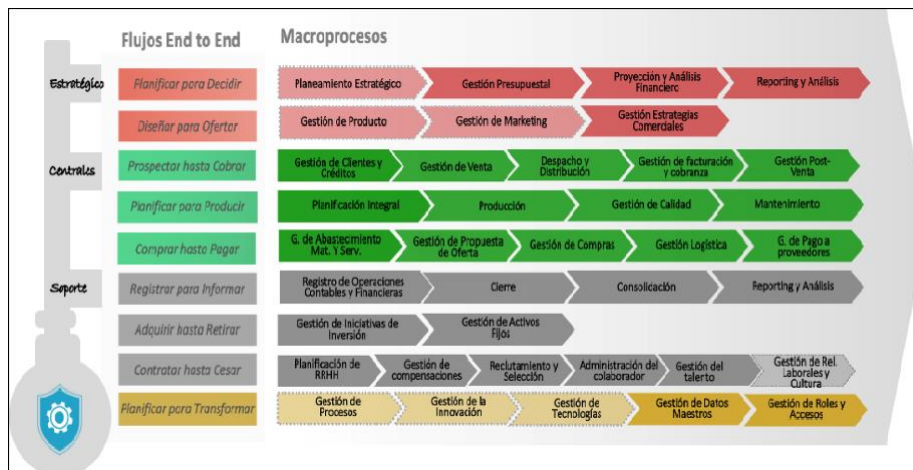 Flujos End to End
Macroprocesos
Estratégico
Planificar para Decidir
Planeamiento Estratégico
Gestión Presupuestal
Proyección y Análisis
Financiero
Reporting y Análisis
Diseñar para Ofertar
Gestión de Producto
Gestión de Marketing
Gestión Estrategias
Comerciales
Centrales
Prospectar hasta Cobrar
Gestión de Clientes y
Créditos
Gestión de Venta
Despacho y
Distribución
Gestión de facturación
y cobranza
Gestión Post-
Venta
Planificar para Producir
Planificación Integral
Producción
Gestión de Calidad
Mantenimiento
Comprar hasta Pagar
G. de Abastecimiento
Mat. Y Serv.
Gestión de Propuesta
de Oferta
Gestión de Compras
Gestión Logística
G. de Pago a
proveedores
Soporte
Registrar para Informar
Registro de Operaciones
Contables y Financieras
Cierre
Consolicación
Reporting y Análisis
Adquirir hasta Retirar
Gestión de Iniciativas de
Inversión
Gestión de Activos
Fijos
Contratar hasta Cesar
Planificación de
RRHH
Gestión de
compensaciones
Reclutamiento y
Selección
Administración del
colaborador
Gestión del
talerto
Gestión de Rel.
Laborales y
Cultura
Planificar para Transformar
Gestión de
Procesos
Gestión de la
Innovación
Gestión de
Tecnologías
Gestión de Datos
Maestros
Gestión de Roles y
Accesos